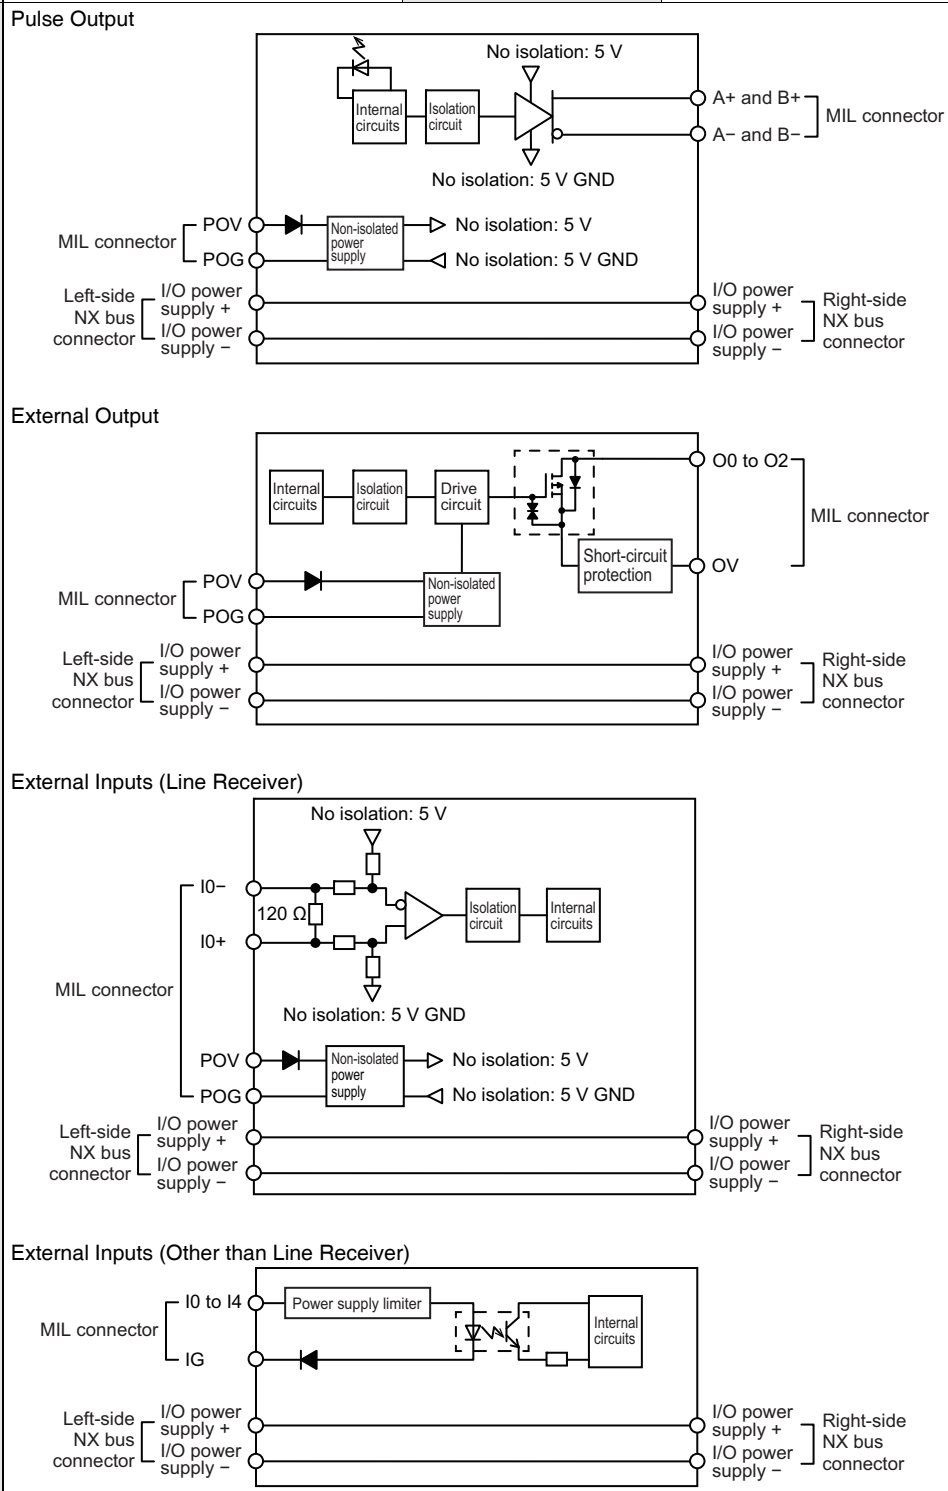 Pulse Output
No isolation: 5 V
Internal
circuits
Isolation
circuit
A+ and B+
A− and B−
MIL connector
No isolation: 5 V GND
MIL connector
POV
POG
Non-isolated
power
supply
No isolation: 5 V
No isolation: 5 V GND
Left-side
NX bus
connector
I/O power
supply +
I/O power
supply −
I/O power
supply +
I/O power
supply −
Right-side
NX bus
connector
External Output
Internal
circuits
Isolation
circuit
Drive
circuit
O0 to O2
MIL connector
Short-circuit
protection
OV
MIL connector
POV
POG
Non-isolated
power
supply
Left-side
NX bus
connector
I/O power
supply +
I/O power
supply −
I/O power
supply +
I/O power
supply −
Right-side
NX bus
connector
External Inputs (Line Receiver)
No isolation: 5 V
I0−
120 Ω
I0+
Isolation
circuit
Internal
circuits
MIL connector
No isolation: 5 V GND
POV
POG
Non-isolated
power
supply
No isolation: 5 V
No isolation: 5 V GND
Left-side
NX bus
connector
I/O power
supply +
I/O power
supply −
I/O power
supply +
I/O power
supply −
Right-side
NX bus
connector
External Inputs (Other than Line Receiver)
MIL connector
I0 to I4
IG
Power supply limiter
Internal
circuits
Left-side
NX bus
connector
I/O power
supply +
I/O power
supply −
I/O power
supply +
I/O power
supply −
Right-side
NX bus
connector